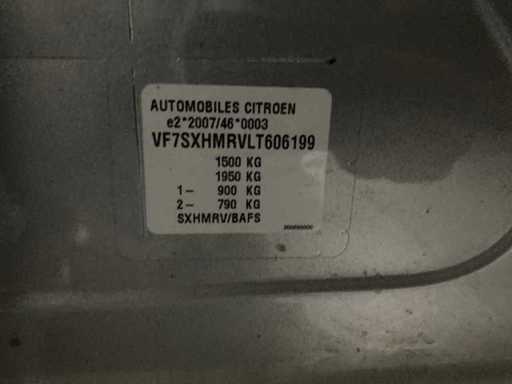 AUTOMOBILES CITROEN
e2*2007/46*0003
VF7SXHMRVLT606199
1500 KG
1950 KG
1- 900 KG
2- 790 KG
SXHMRV/BAFS